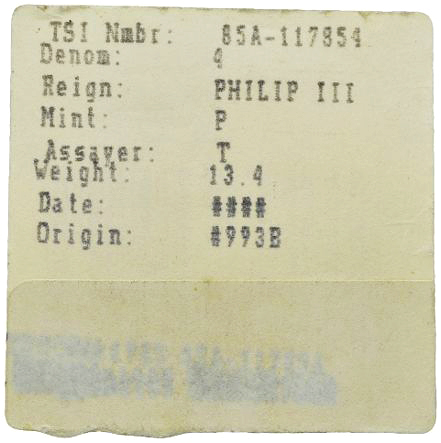 TSI Nmbr: 85A-117854
Denom: 4
Reign: PHILIP III
Mint: P
Assayer: T
Weight: 13.4
Date: ####
Origin: #993B